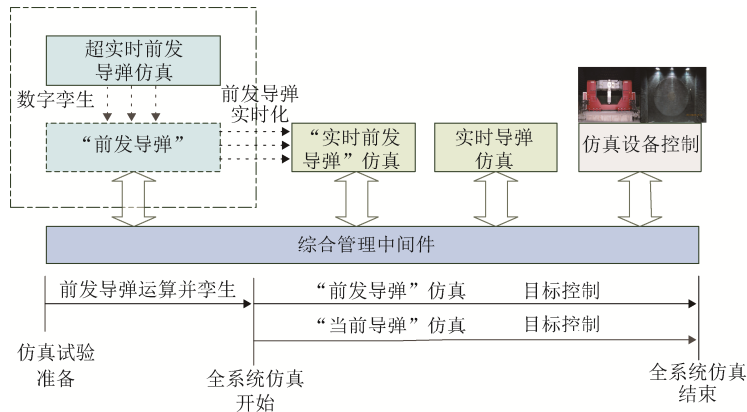 超实时前发
导弹仿真
数字孪生
前发导弹
实时化
“前发导弹”
“实时前发
导弹”仿真
实时导弹
仿真
仿真设备控制
综合管理中间件
前发导弹运算并孪生
“前发导弹”仿真 目标控制
“当前导弹”仿真 目标控制
仿真试验
准备
全系统仿真
开始
全系统仿真
结束